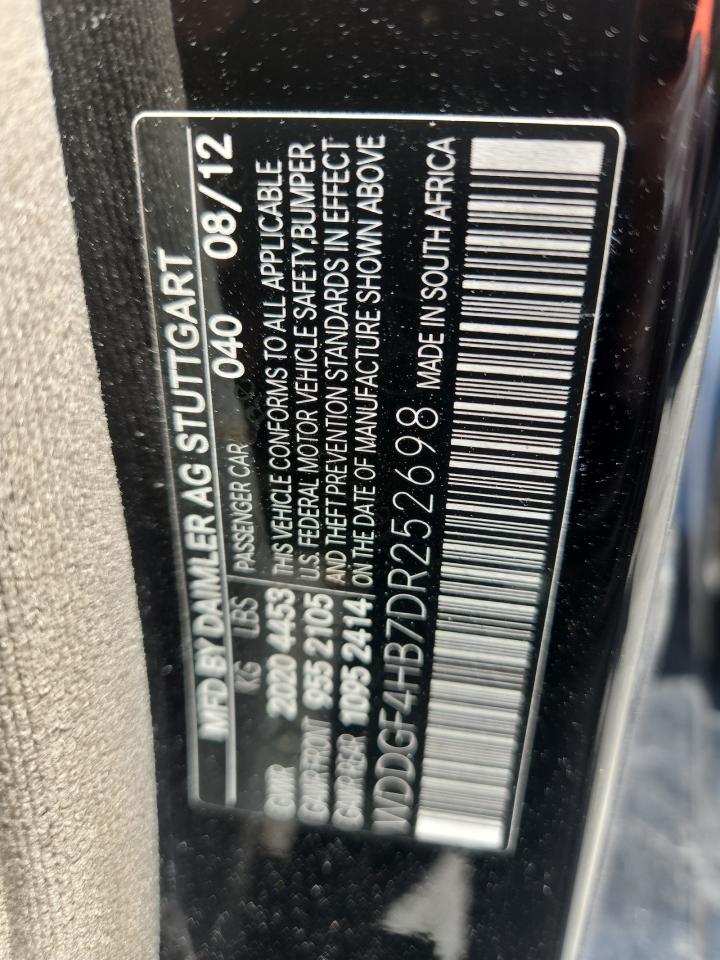 MFD BY DAIMLER AG STUTTGART
KG LBS PASSENGER CAR 040 08/12
GWR 2020 4453
GAWR FRONT 955 2105
GAWR REAR 1095 2414
THIS VEHICLE CONFORMS TO ALL APPLICABLE
U.S. FEDERAL MOTOR VEHICLE SAFETY,BUMPER
AND THEFT PREVENTION STANDARDS IN EFFECT
ON THE DATE OF MANUFACTURE SHOWN ABOVE
WDDGF4HB7DR252698 MADE IN SOUTH AFRICA